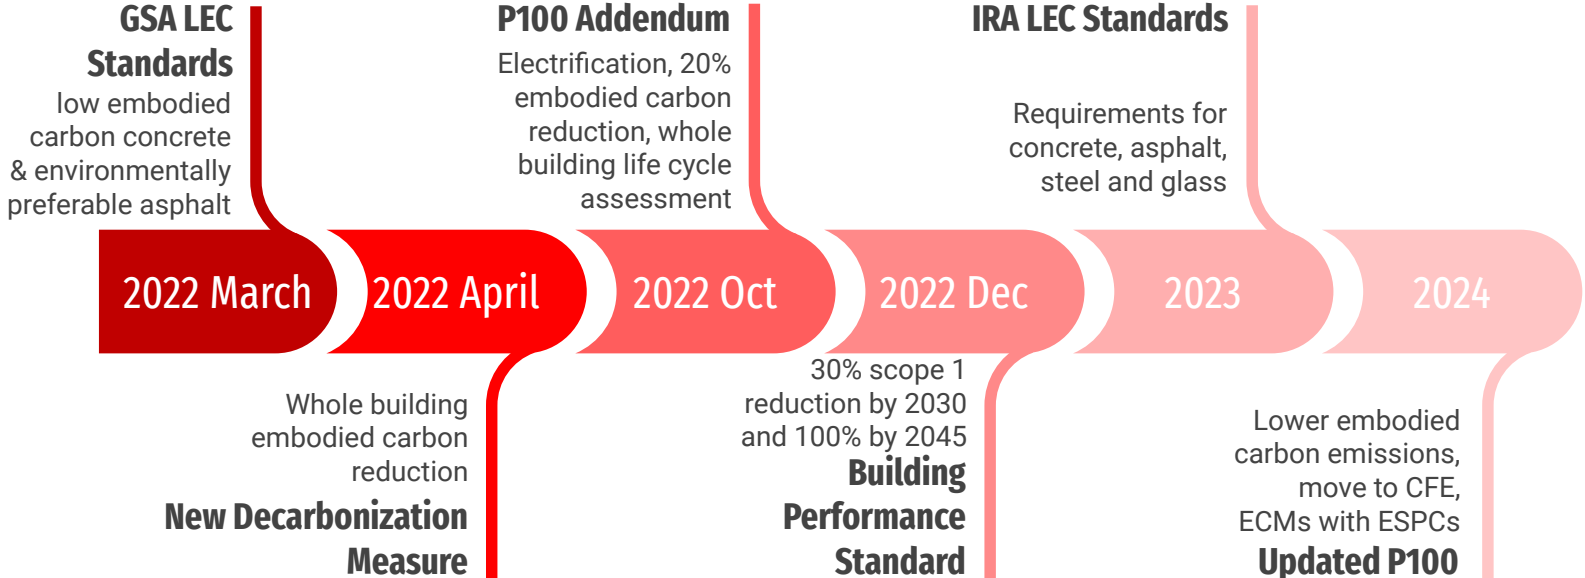 GSA LEC
Standards
low embodied
carbon concrete
& environmentally
preferable asphalt
P100 Addendum
Electrification, 20%
embodied carbon
reduction, whole
building life cycle
assessment
IRA LEC Standards
Requirements for
concrete, asphalt,
steel and glass
2022 March
2022 April
2022 Oct
2022 Dec
2023
2024
Whole building
embodied carbon
reduction
New Decarbonization
Measure
30% scope 1
reduction by 2030
and 100% by 2045
Building
Performance
Standard
Lower embodied
carbon emissions,
move to CFE,
ECMs with ESPCs
Updated P100